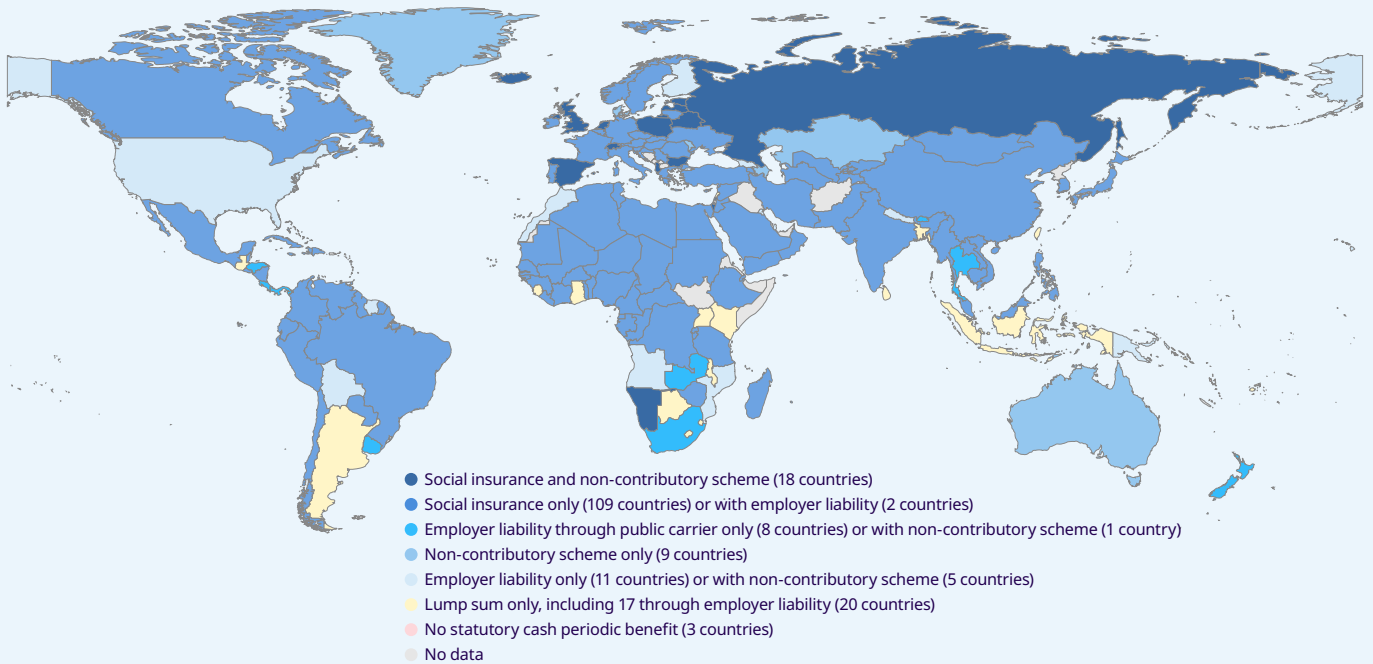 Social insurance and non-contributory scheme (18 countries)
Social insurance only (109 countries) or with employer liability (2 countries)
Employer liability through public carrier only (8 countries) or with non-contributory scheme (1 country)
Non-contributory scheme only (9 countries)
Employer liability only (11 countries) or with non-contributory scheme (5 countries)
Lump sum only, including 17 through employer liability (20 countries)
No statutory cash periodic benefit (3 countries)
No data